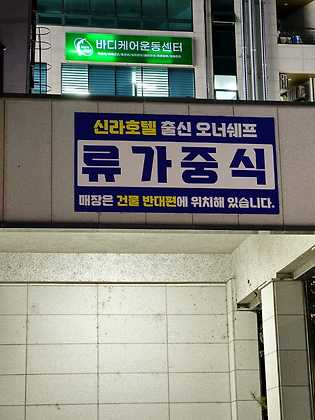 바디케어운동센터
신라호텔 출신 오너쉐프
류가중식
매장은 건물 반대편에 위치해 있습니다.